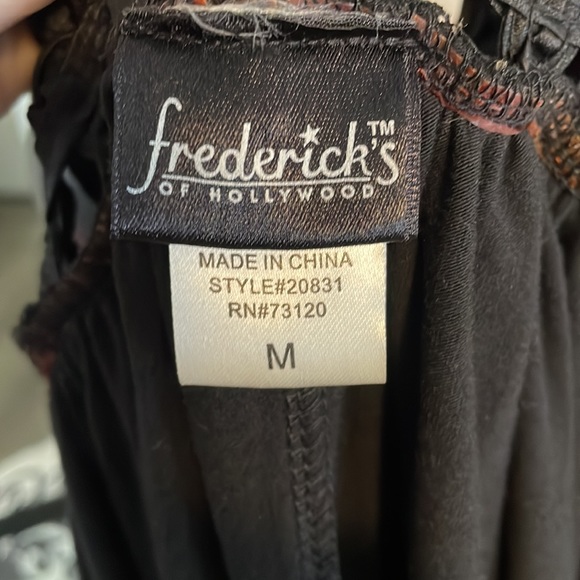 frederick's™
OF HOLLYWOOD
MADE IN CHINA
STYLE#20831
RN#73120
M